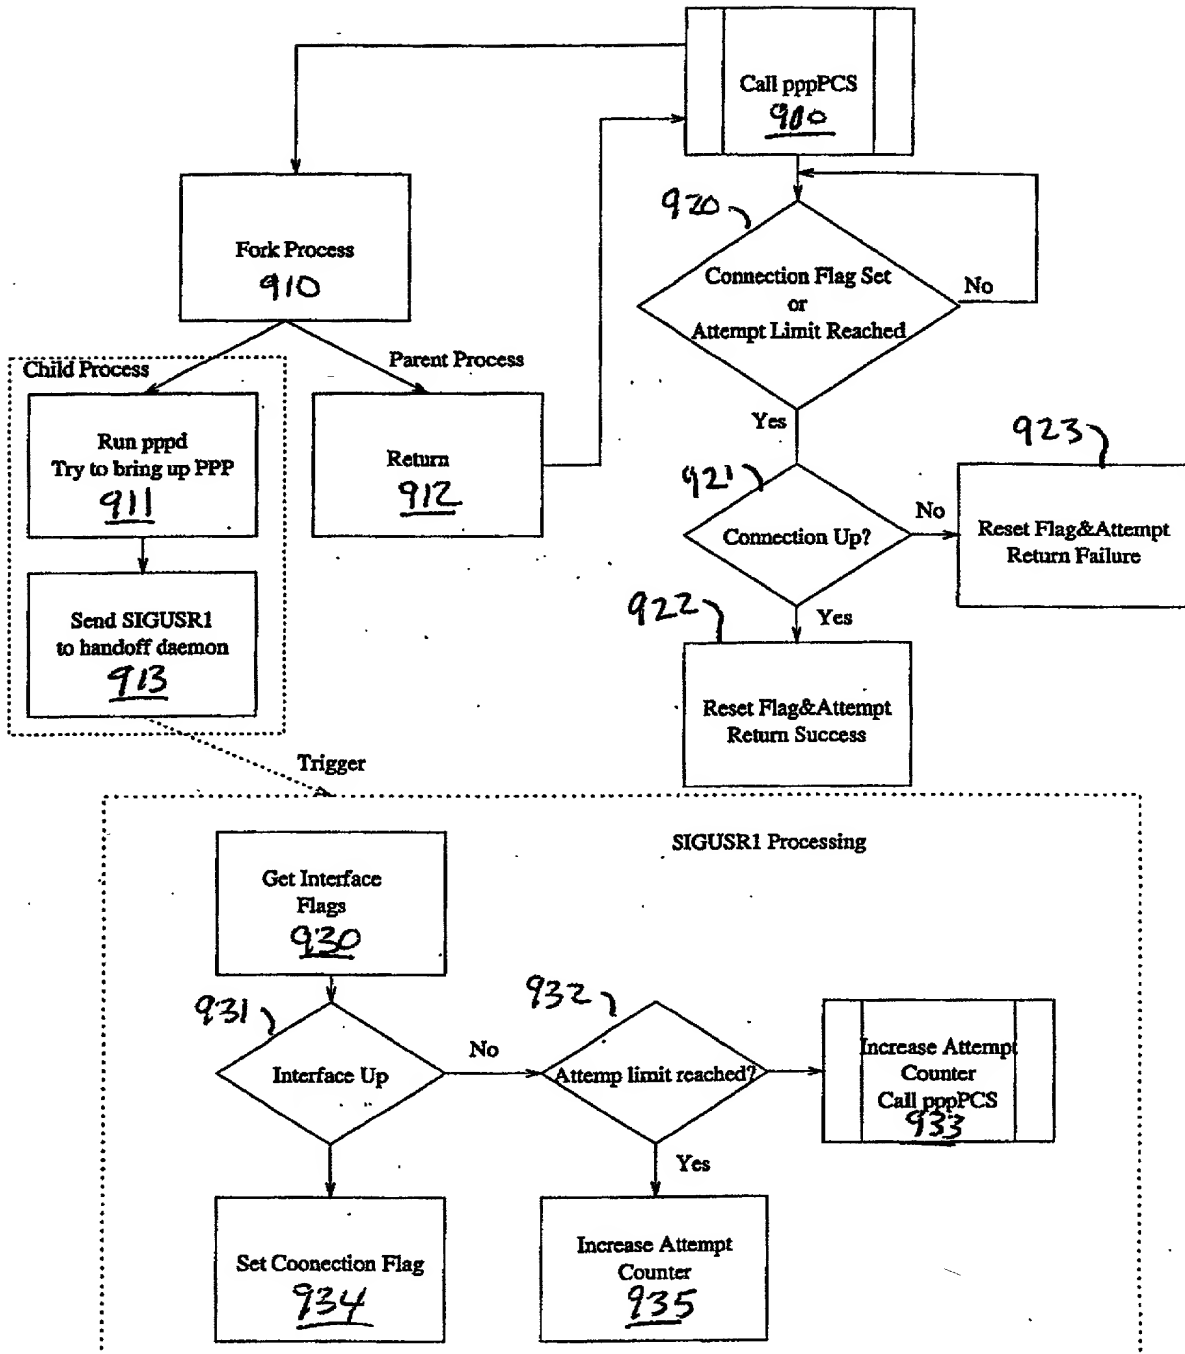 Call pppPCS
900
Fork Process
910
920
Connection Flag Set
or
Attempt Limit Reached
No
Child Process
Parent Process
Run pppd
Try to bring up PPP
911
Return
912
Yes
921
Connection Up?
No
923
Reset Flag&Attempt
Return Failure
Send SIGUSR1
to handoff daemon
913
922
Yes
Reset Flag&Attempt
Return Success
Trigger
SIGUSR1 Processing
Get Interface
Flags
930
931
Interface Up
No
932
Attemp limit reached?
Increase Attempt
Counter
Call pppPCS
933
Yes
Set Coonection Flag
934
Increase Attempt
Counter
935